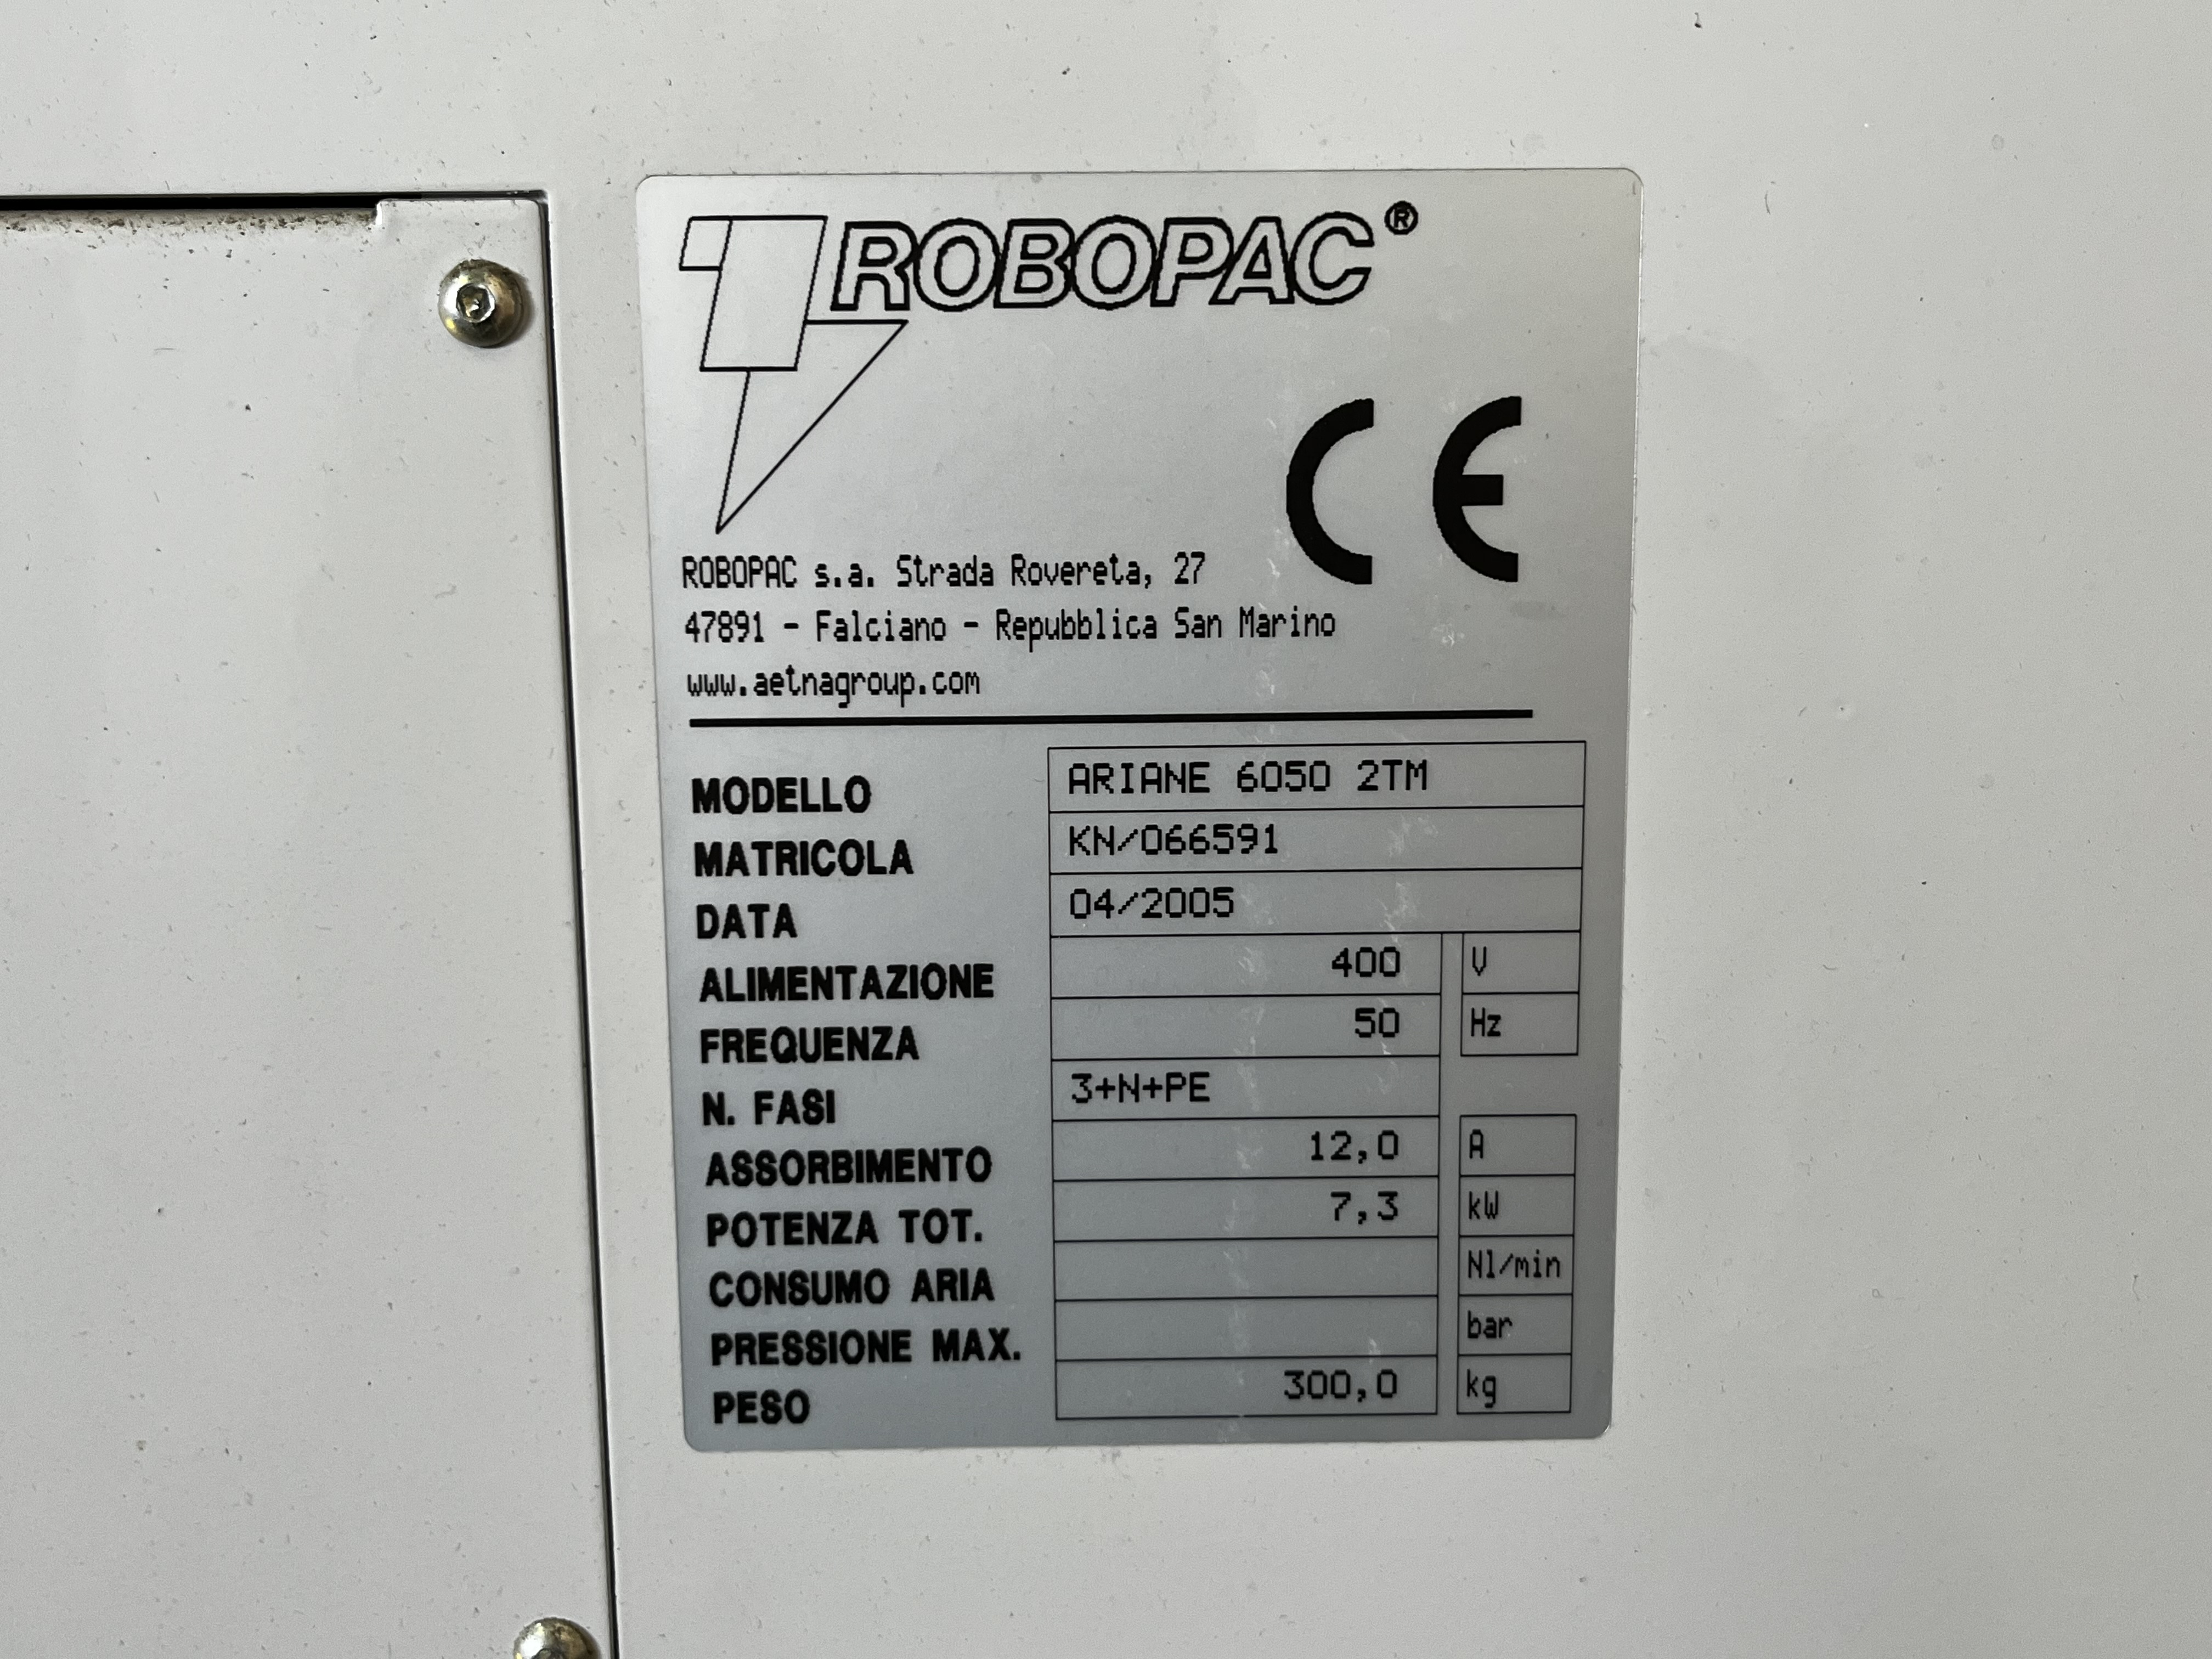 ROBOPAC®
CE
ROBOPAC s.a. Strada Rovereta, 27
47891 - Falciano - Repubblica San Marino
www.aetnagroup.com
MODELLO ARIANE 6050 2TM
MATRICOLA KN/066591
DATA 04/2005
ALIMENTAZIONE 400 V
FREQUENZA 50 Hz
N. FASI 3+N+PE
ASSORBIMENTO 12,0 A
POTENZA TOT. 7,3 kW
CONSUMO ARIA Nl/min
PRESSIONE MAX. bar
PESO 300,0 kg